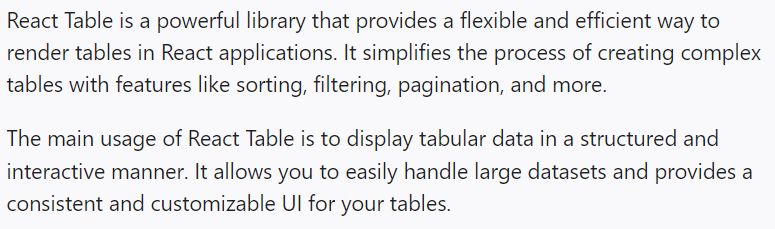 React Table is a powerful library that provides a flexible and efficient way to
render tables in React applications. It simplifies the process of creating complex
tables with features like sorting, filtering, pagination, and more.
The main usage of React Table is to display tabular data in a structured and
interactive manner. It allows you to easily handle large datasets and provides a
consistent and customizable UI for your tables.